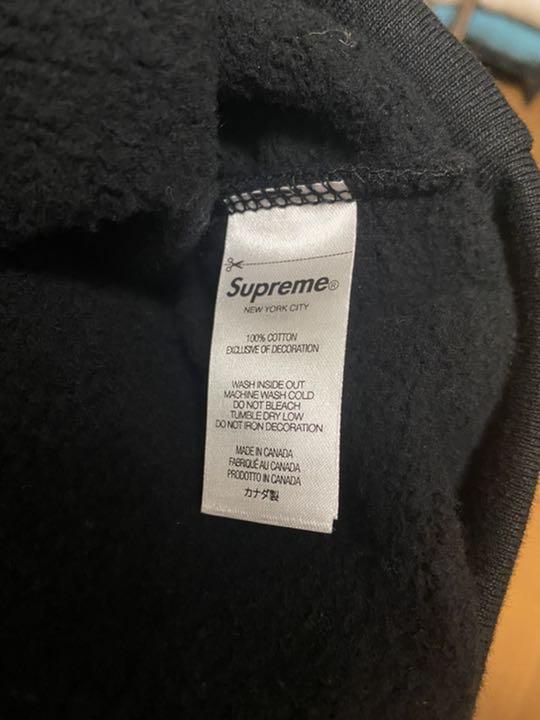 Supreme®
NEW YORK CITY
100% COTTON
EXCLUSIVE OF DECORATION
WASH INSIDE OUT
MACHINE WASH COLD
DO NOT BLEACH
TUMBLE DRY LOW
DO NOT IRON DECORATION
MADE IN CANADA
FABRIQUÉ AU CANADA
PRODOTTO IN CANADA
カナダ製